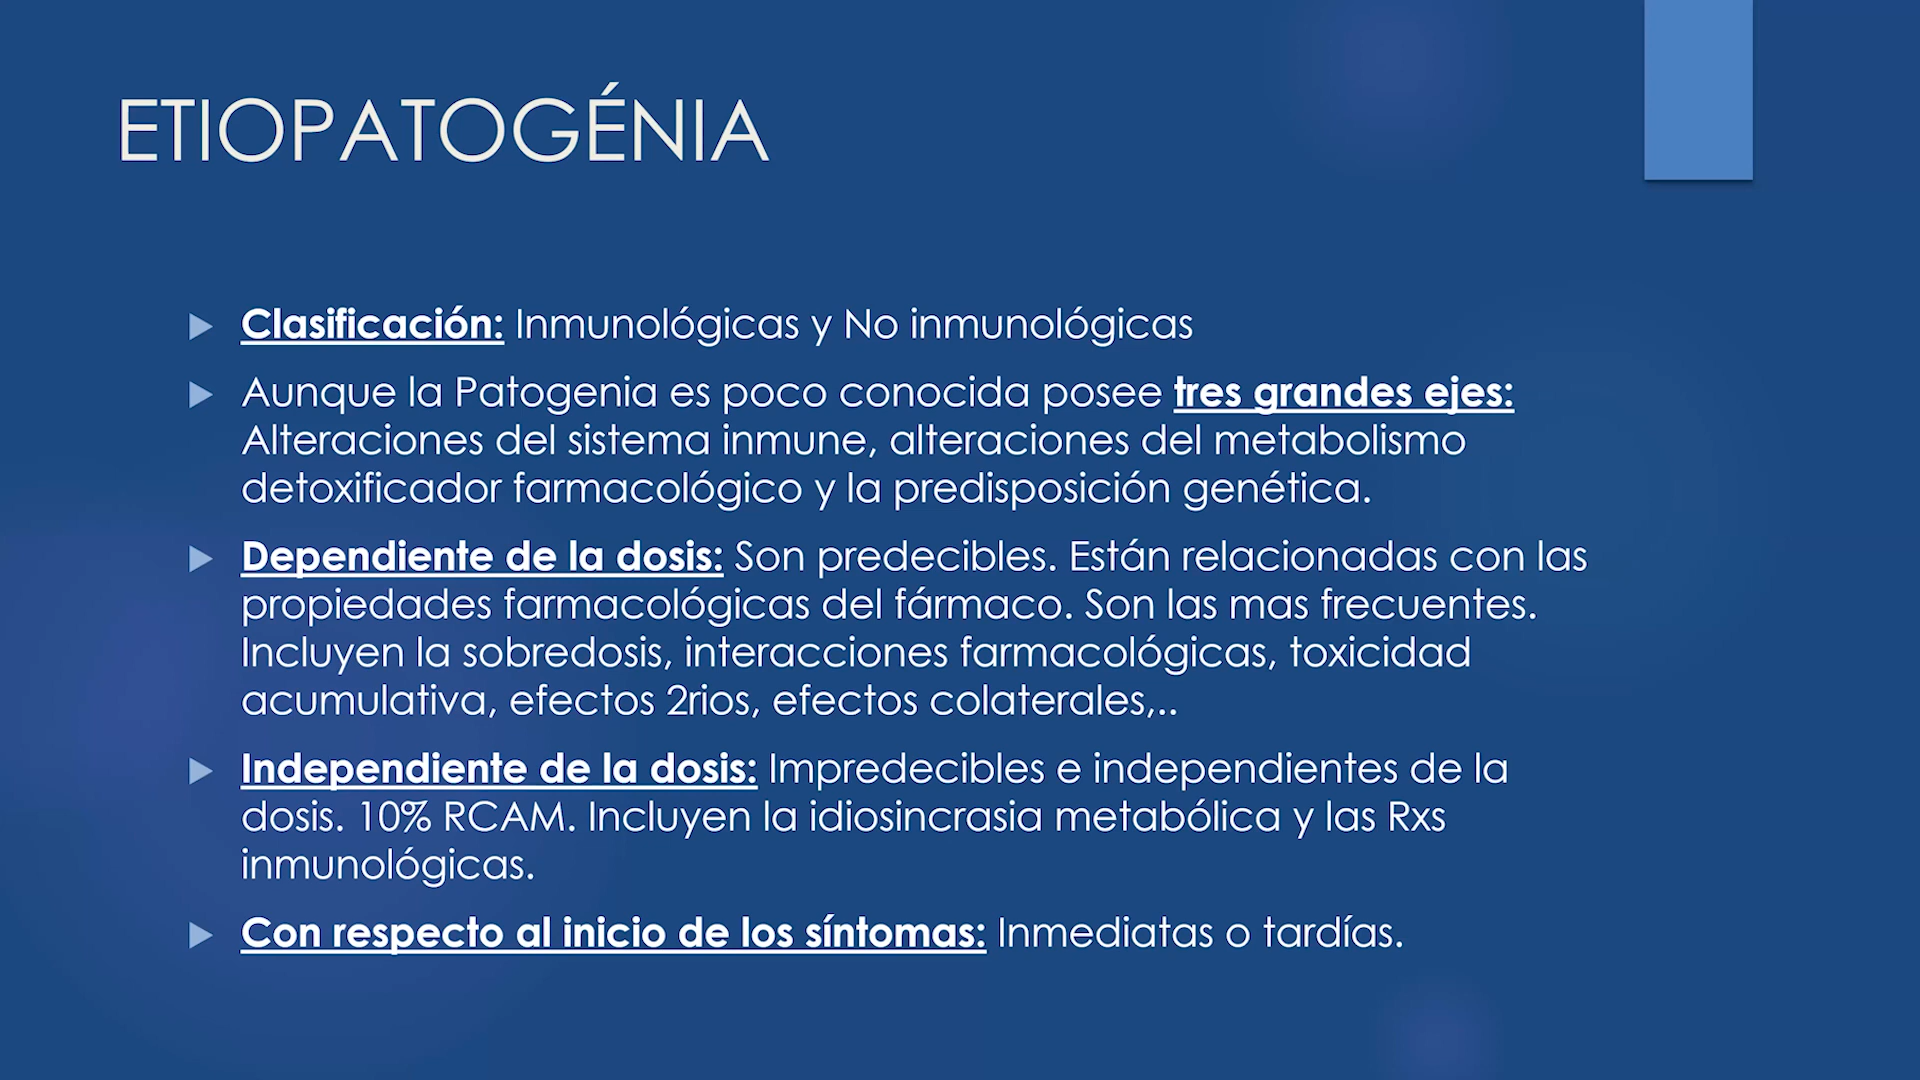 ETIOPATOGÉNIA
Clasificación: Inmunológicas y No inmunológicas
Aunque la Patogenia es poco conocida posee tres grandes ejes:
Alteraciones del sistema inmune, alteraciones del metabolismo
detoxificador farmacológico y la predisposición genética.
Dependiente de la dosis: Son predecibles. Están relacionadas con las
propiedades farmacológicas del fármaco. Son las mas frecuentes.
Incluyen la sobredosis, interacciones farmacológicas, toxicidad
acumulativa, efectos 2rios, efectos colaterales,..
Independiente de la dosis: Impredecibles e independientes de la
dosis. 10% RCAM. Incluyen la idiosincrasia metabólica y las Rxs
inmunológicas.
Con respecto al inicio de los síntomas: Inmediatas o tardías.